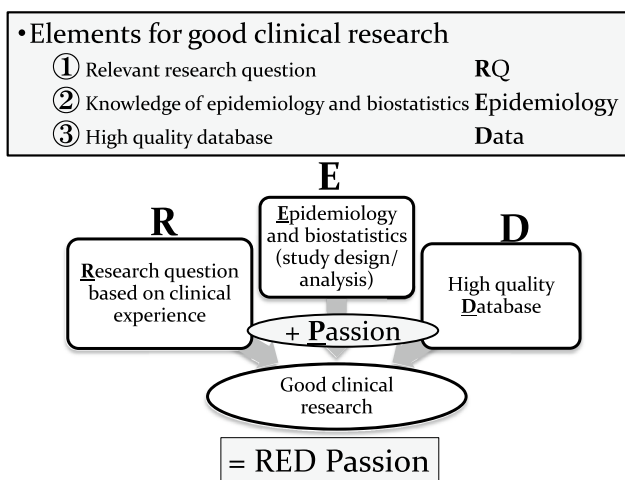 •Elements for good clinical research
① Relevant research question RQ
② Knowledge of epidemiology and biostatistics Epidemiology
③ High quality database Data
E
R
D
Epidemiology
and biostatistics
(study design/
analysis)
Research question
based on clinical
experience
High quality
Database
+ Passion
Good clinical
research
= RED Passion